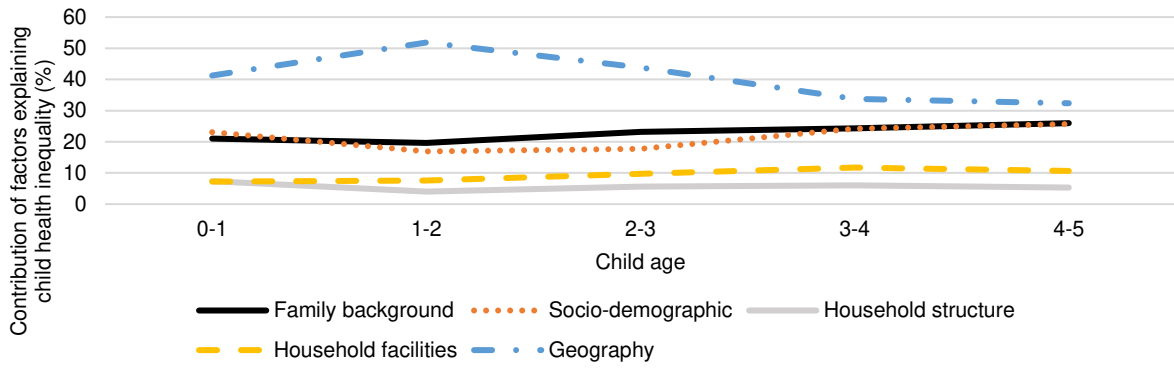 Contribution of factors explaining
child health inequality (%)
60
50
40
30
20
10
0
0-1 1-2 2-3 3-4 4-5
Child age
Family background Socio-demographic Household structure
Household facilities Geography